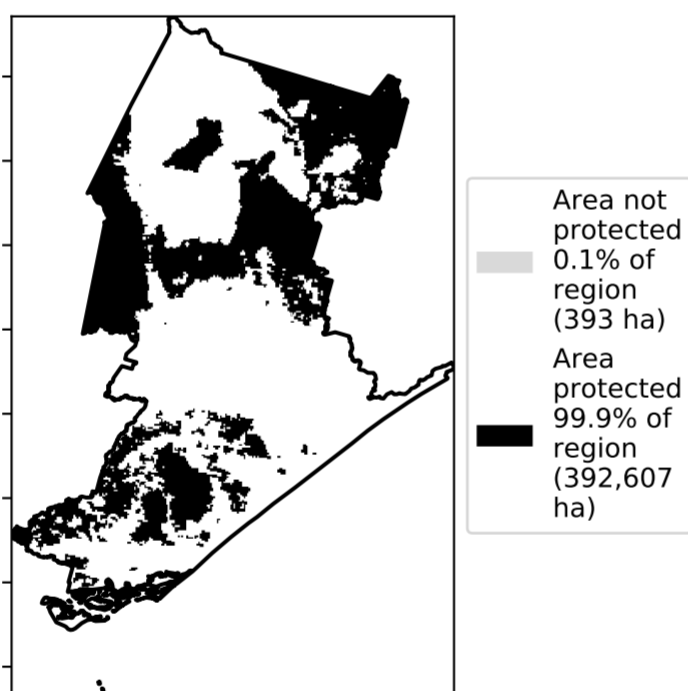 Area not
protected
0.1% of
region
(393 ha)
Area
protected
99.9% of
region
(392,607
ha)